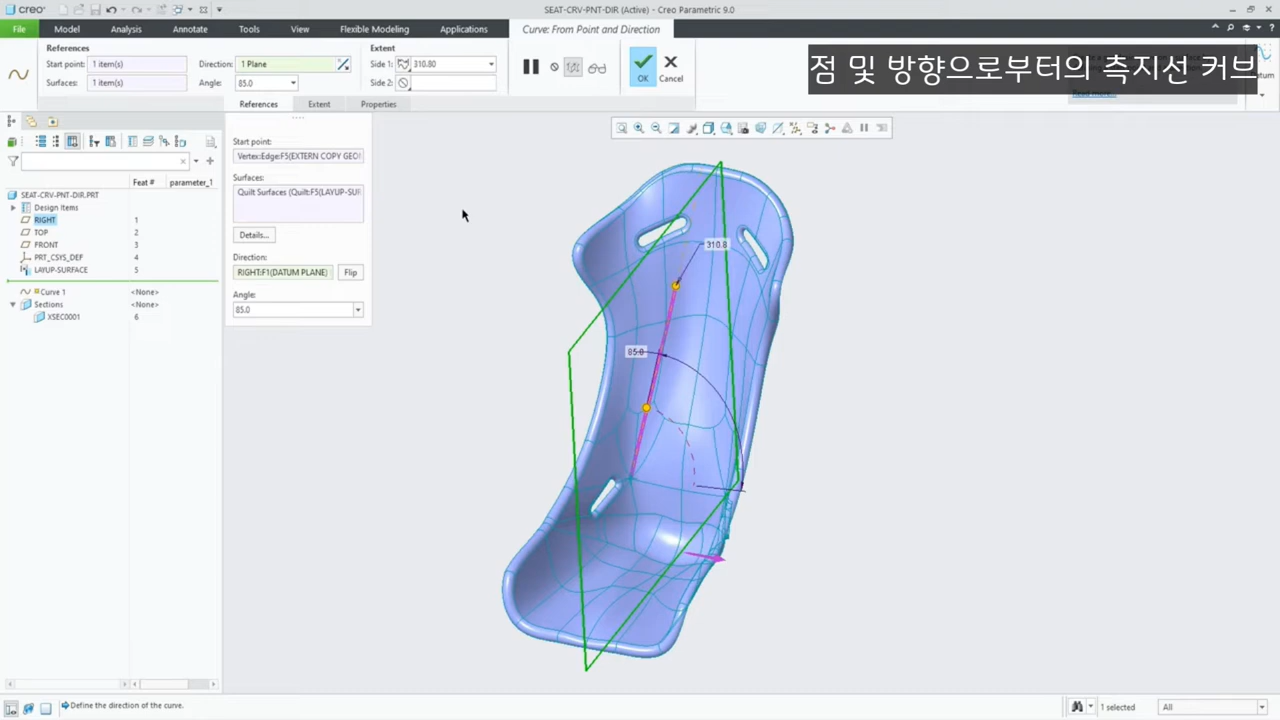 creo
SEAT-CRV-PNT-DIR (Active) - Creo Parametric 9.0
File Model Analysis Annotate Tools View Flexible Modeling Applications Curve: From Point and Direction
References
Start point: 1 item(s) Direction: 1 Plane
Surfaces: 1 item(s) Angle: 85.0
Extent
Side 1: 310.80
Side 2:
OK Cancel
점 및 방향으로부터의 측지선 커브
Read more...
References Extent Properties
Start point:
Vertex:Edge:F5(EXTERN COPY GEO
Surfaces:
Quilt Surfaces (Quilt:F5(LAYUP-SUR
Details...
Direction:
RIGHT:F1(DATUM PLANE) Flip
Angle:
85.0
Feat # parameter_1
SEAT-CRV-PNT-DIR.PRT
Design Items
RIGHT 1
TOP 2
FRONT 3
PRT_CSYS_DEF 4
LAYUP-SURFACE 5
Curve 1 <None>
Sections <None>
XSEC0001 6
310.8
85.0
Define the direction of the curve.
1 selected All